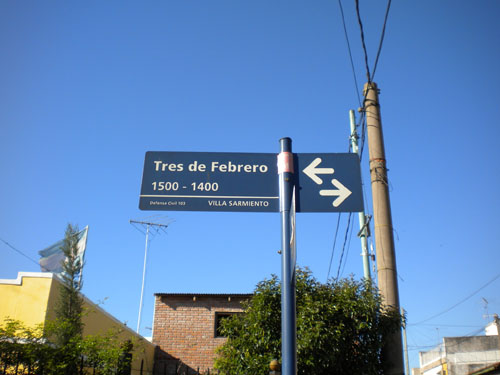 Tres de Febrero
1500 - 1400
Defensa Civil 103 VILLA SARMIENTO